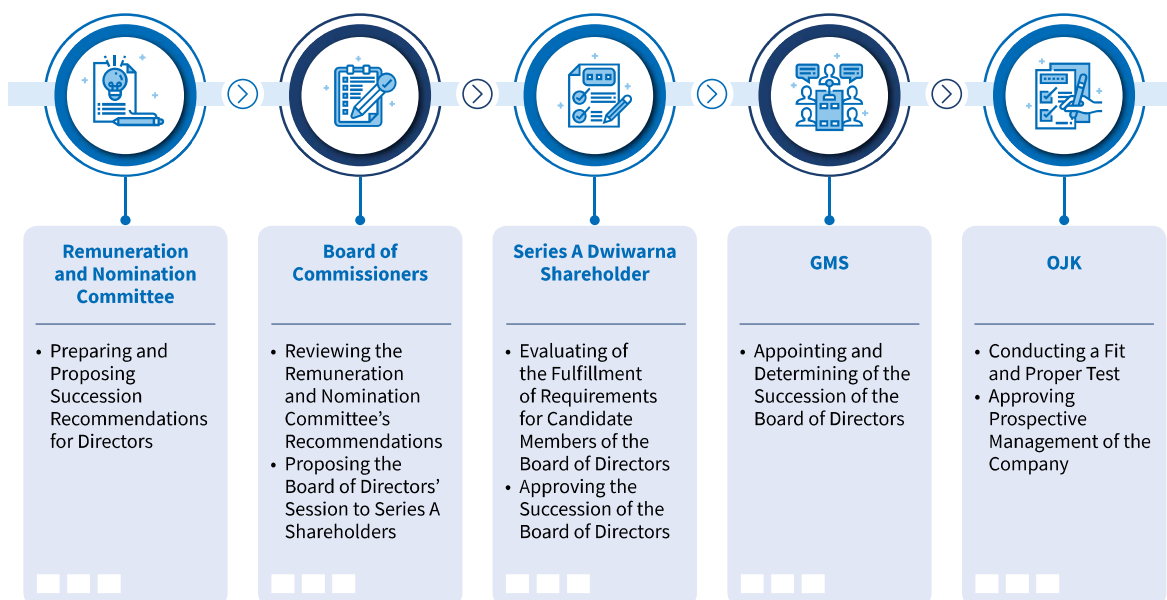 Remuneration
and Nomination
Committee
• Preparing and
Proposing
Succession
Recommendations
for Directors
Board of
Commissioners
• Reviewing the
Remuneration
and Nomination
Committee's
Recommendations
• Proposing the
Board of Directors'
Session to Series A
Shareholders
Series A Dwiwarna
Shareholder
• Evaluating of
the Fulfillment
of Requirements
for Candidate
Members of the
Board of Directors
• Approving the
Succession of the
Board of Directors
GMS
• Appointing and
Determining of the
Succession of the
Board of Directors
OJK
• Conducting a Fit
and Proper Test
• Approving
Prospective
Management of the
Company